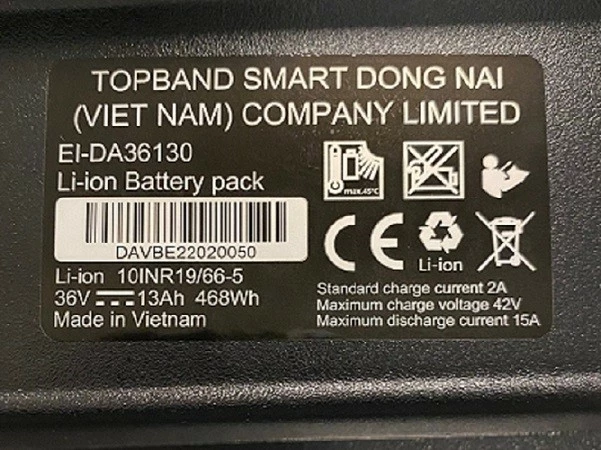 TOPBAND SMART DONG NAI
(VIET NAM) COMPANY LIMITED
EI-DA36130
Li-ion Battery pack
max.45°C
DAVBE22020050
Li-ion
Li-ion 10INR19/66-5
36V 13Ah 468Wh
Made in Vietnam
Standard charge current 2A
Maximum charge voltage 42V
Maximum discharge current 15A